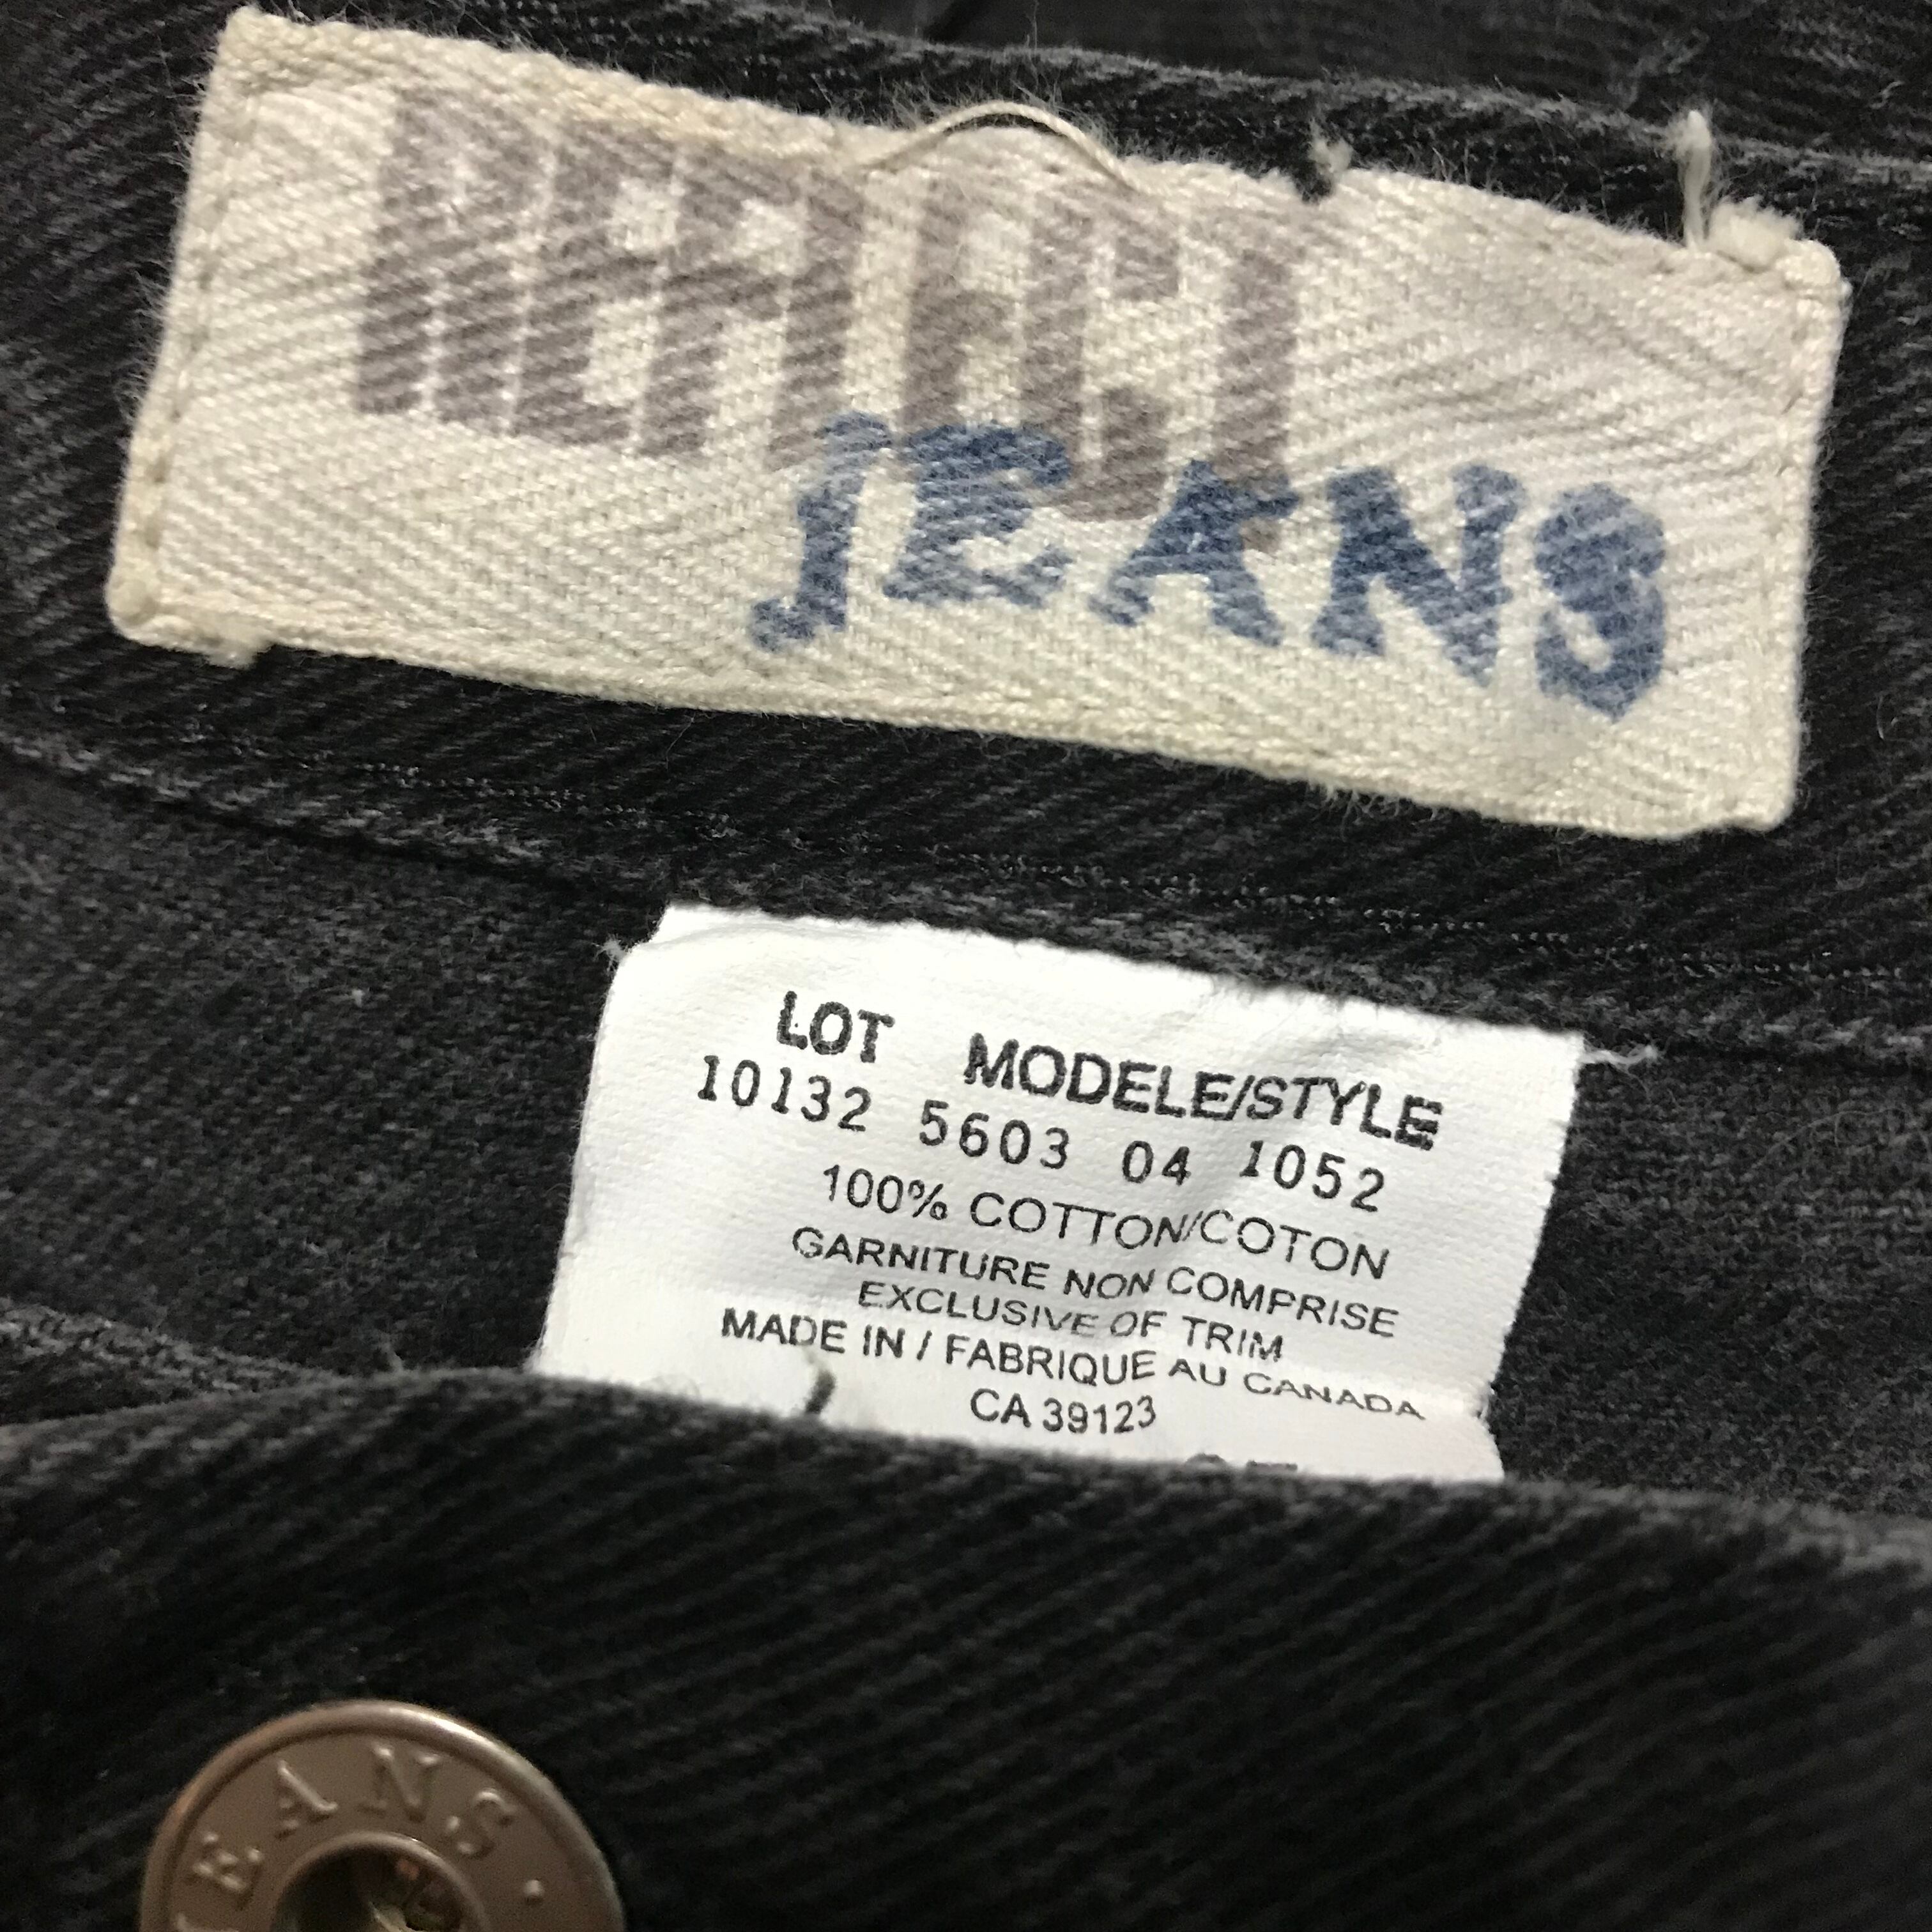 JEANS
LOT MODELE/STYLE
10132 5603 04 1052
100% COTTON/COTON
GARNITURE NON COMPRISE
EXCLUSIVE OF TRIM
MADE IN / FABRIQUE AU CANADA
CA 39123
JEANS